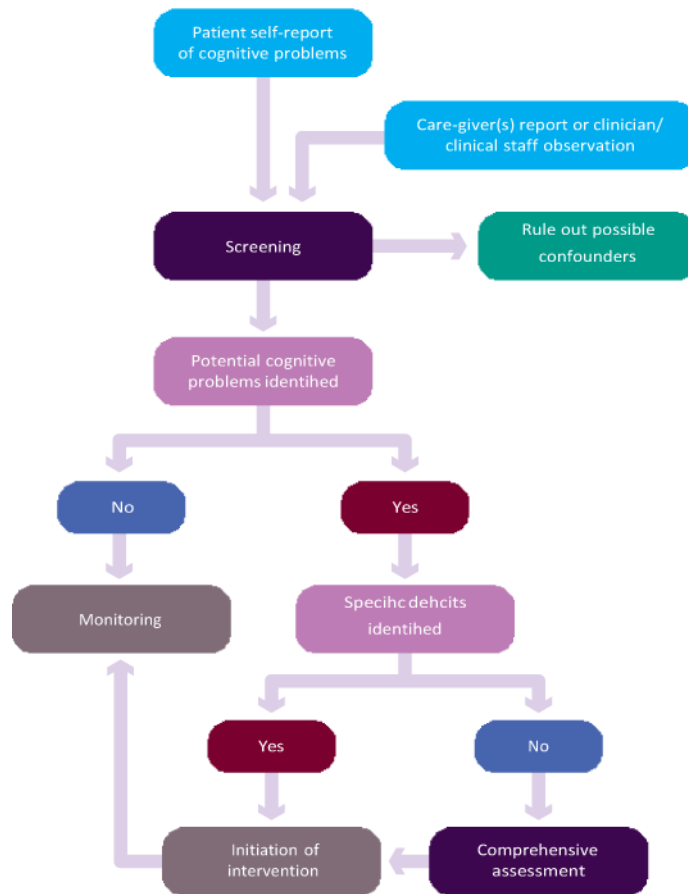 Patient self-report
of cognitive problems
Care-giver(s) report or clinician/
clinical staff observation
Screening
Rule out possible
confounders
Potential cognitive
problems identihed
No
Yes
Monitoring
Specihc dehcits
identihed
Yes
No
Initiation of
intervention
Comprehensive
assessment